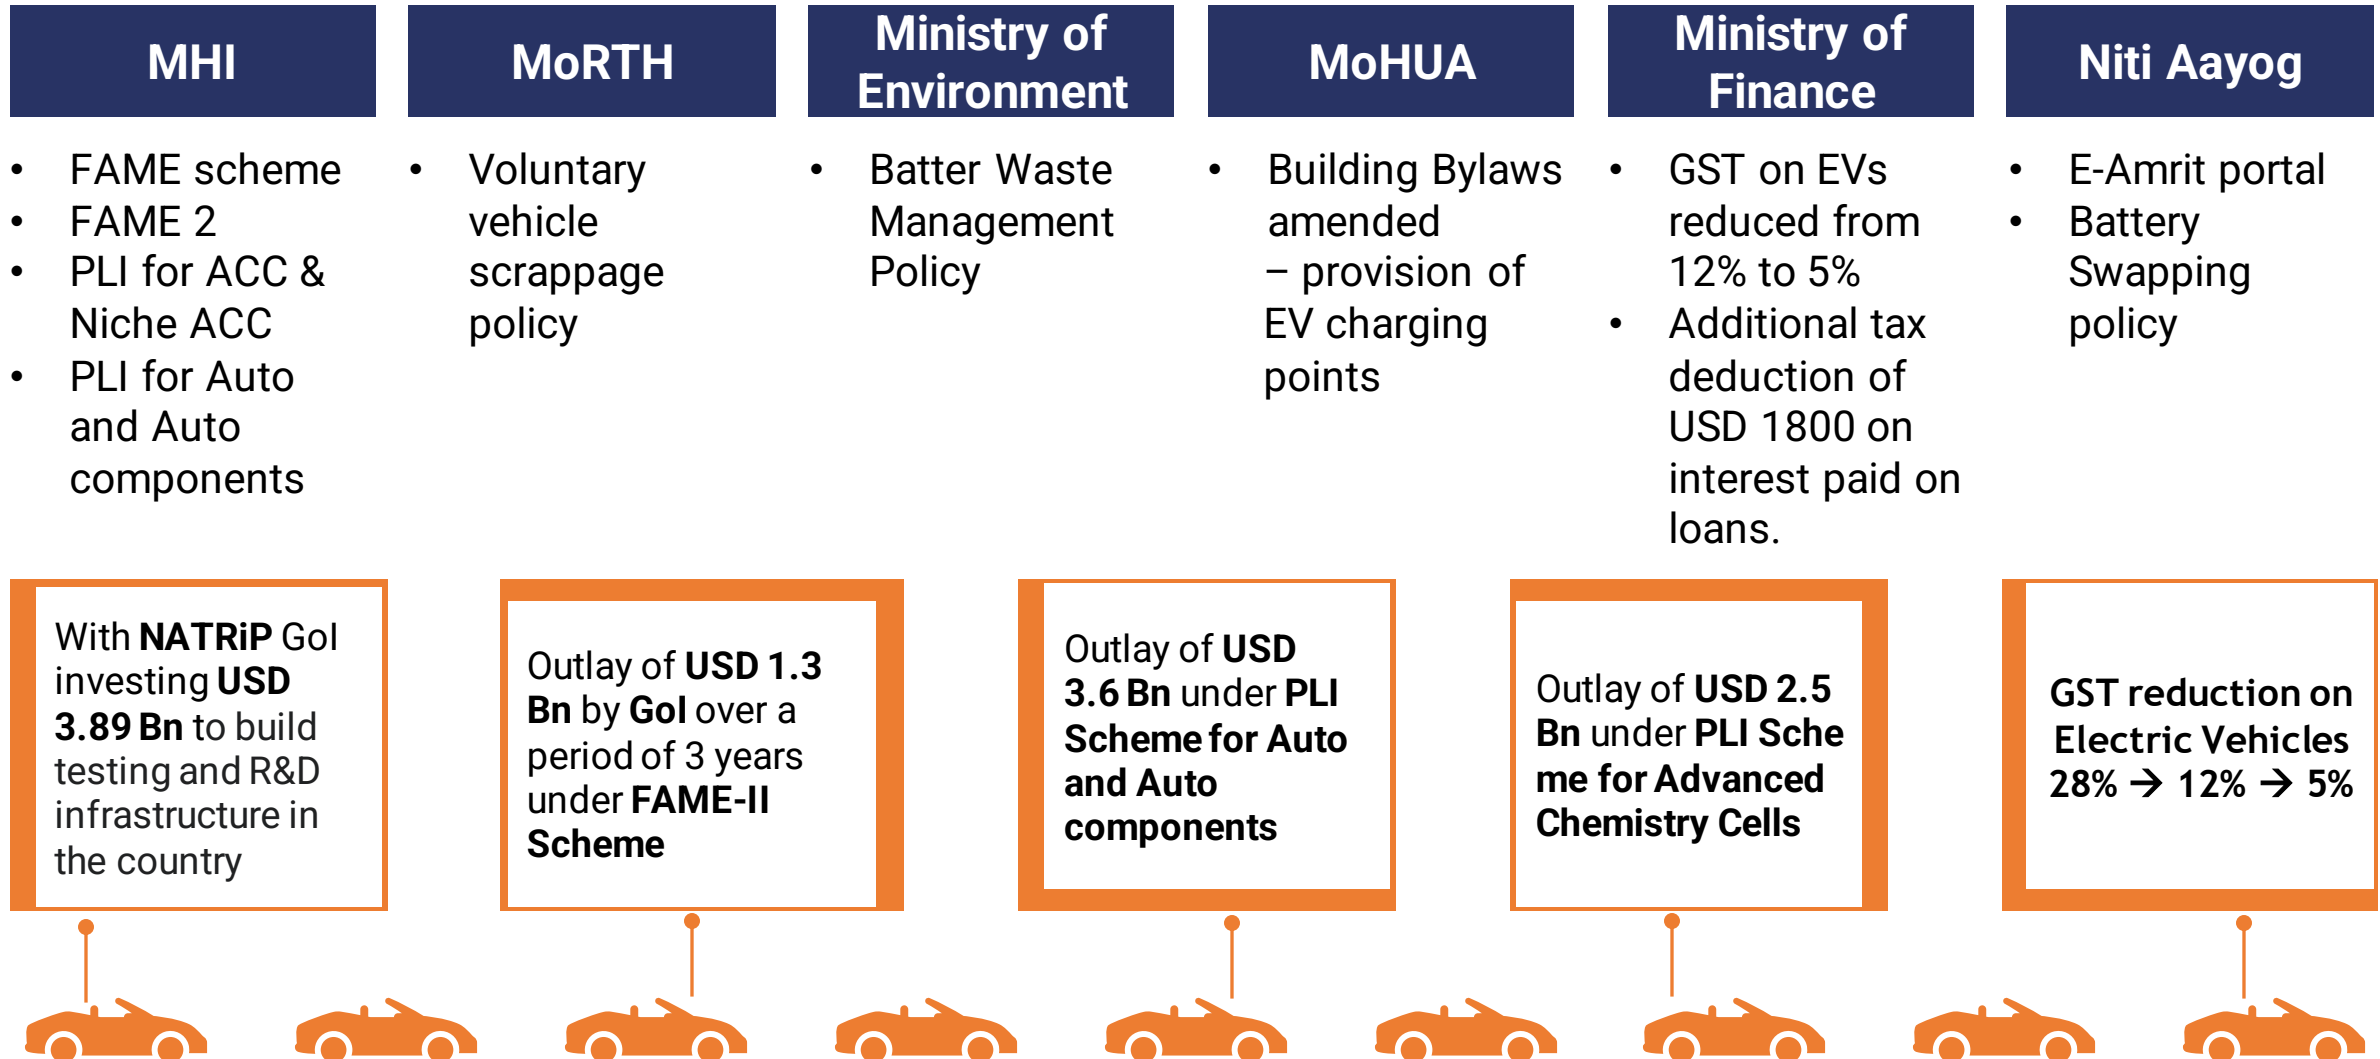 MHI
• FAME scheme
• FAME 2
• PLI for ACC &
Niche ACC
• PLI for Auto
and Auto
components
MoRTH
• Voluntary
vehicle
scrappage
policy
Ministry of
Environment
• Batter Waste
Management
Policy
MoHUA
• Building Bylaws
amended
– provision of
EV charging
points
Ministry of
Finance
• GST on EVs
reduced from
12% to 5%
• Additional tax
deduction of
USD 1800 on
interest paid on
loans.
Niti Aayog
• E-Amrit portal
• Battery
Swapping
policy
With NATRiP GoI
investing USD
3.89 Bn to build
testing and R&D
infrastructure in
the country
Outlay of USD 1.3
Bn by GoI over a
period of 3 years
under FAME-II
Scheme
Outlay of USD
3.6 Bn under PLI
Scheme for Auto
and Auto
components
Outlay of USD 2.5
Bn under PLI Sche
me for Advanced
Chemistry Cells
GST reduction on
Electric Vehicles
28% → 12% → 5%